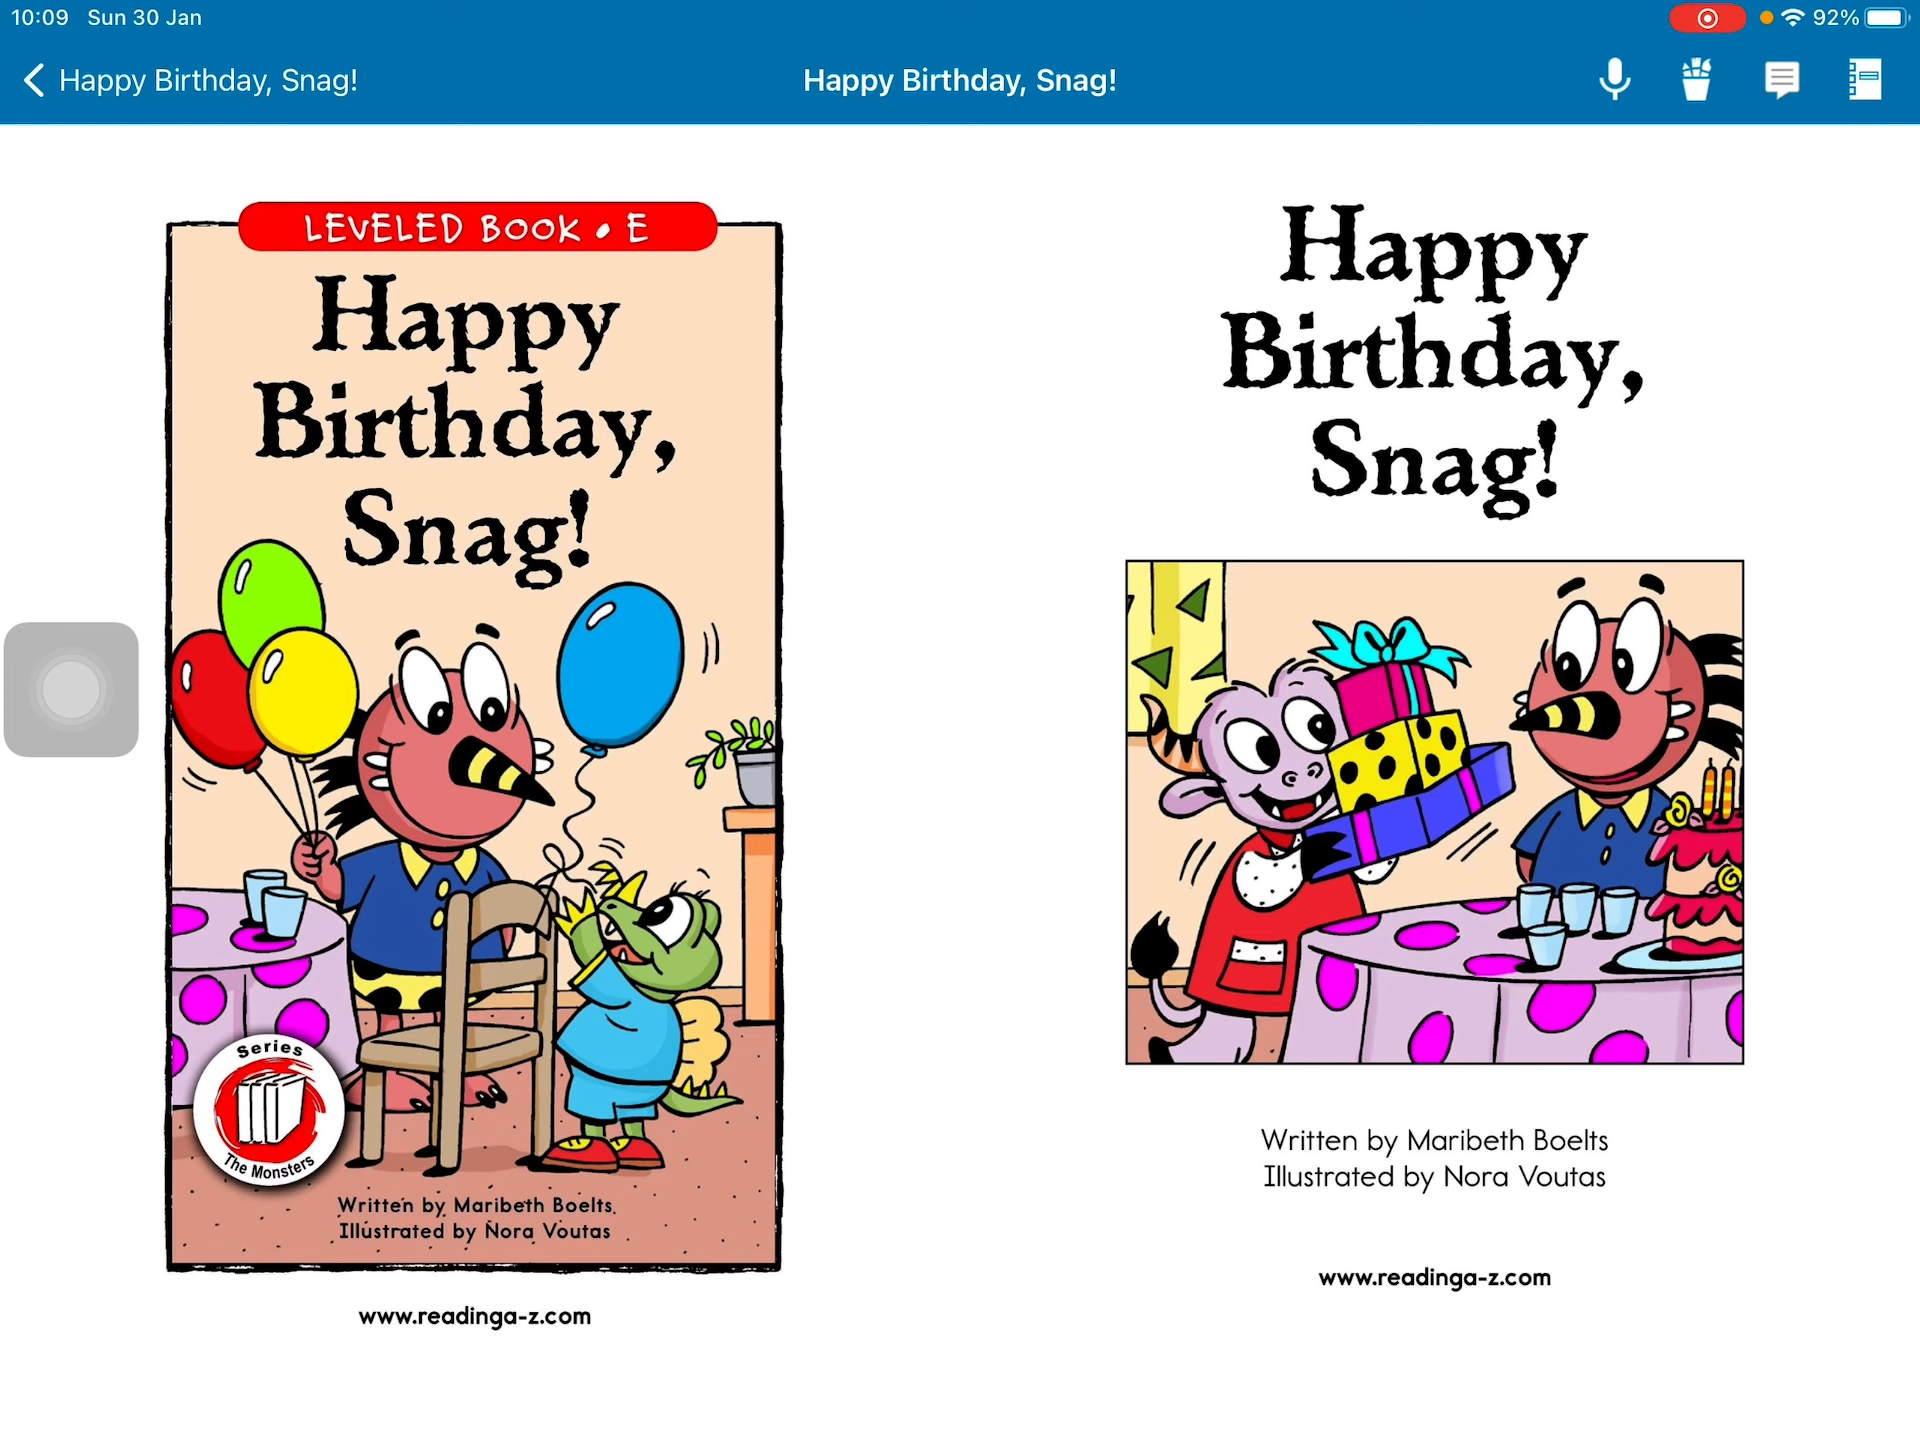 10:09 Sun 30 Jan
92%
Happy Birthday, Snag!
Happy Birthday, Snag!
LEVELED BOOK • E
Happy
Birthday,
Snag!
Series
The Monsters
Written by Maribeth Boelts
Illustrated by Nora Voutas
www.readinga-z.com
Happy
Birthday,
Snag!
Written by Maribeth Boelts
Illustrated by Nora Voutas
www.readinga-z.com